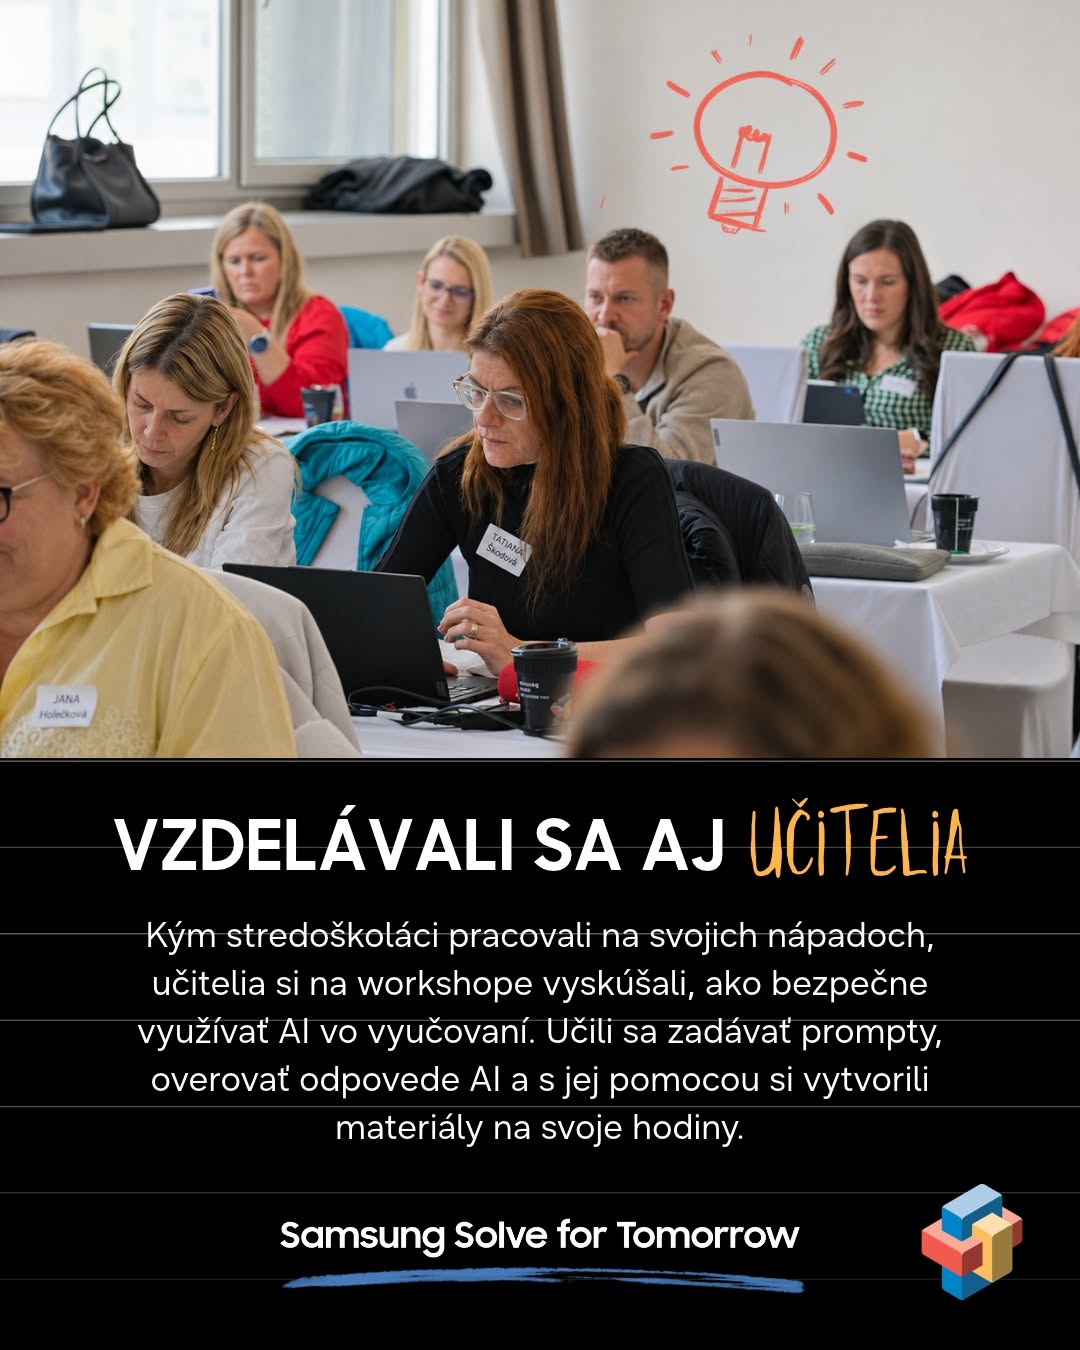 TATIANA
Škodová
JANA
Holečková
VZDELÁVALI SA AJ UČITELIA
Kým stredoškoláci pracovali na svojich nápadoch,
učitelia si na workshope vyskúšali, ako bezpečne
využívať AI vo vyučovaní. Učili sa zadávať prompty,
overovať odpovede AI a s jej pomocou si vytvorili
materiály na svoje hodiny.
Samsung Solve for Tomorrow